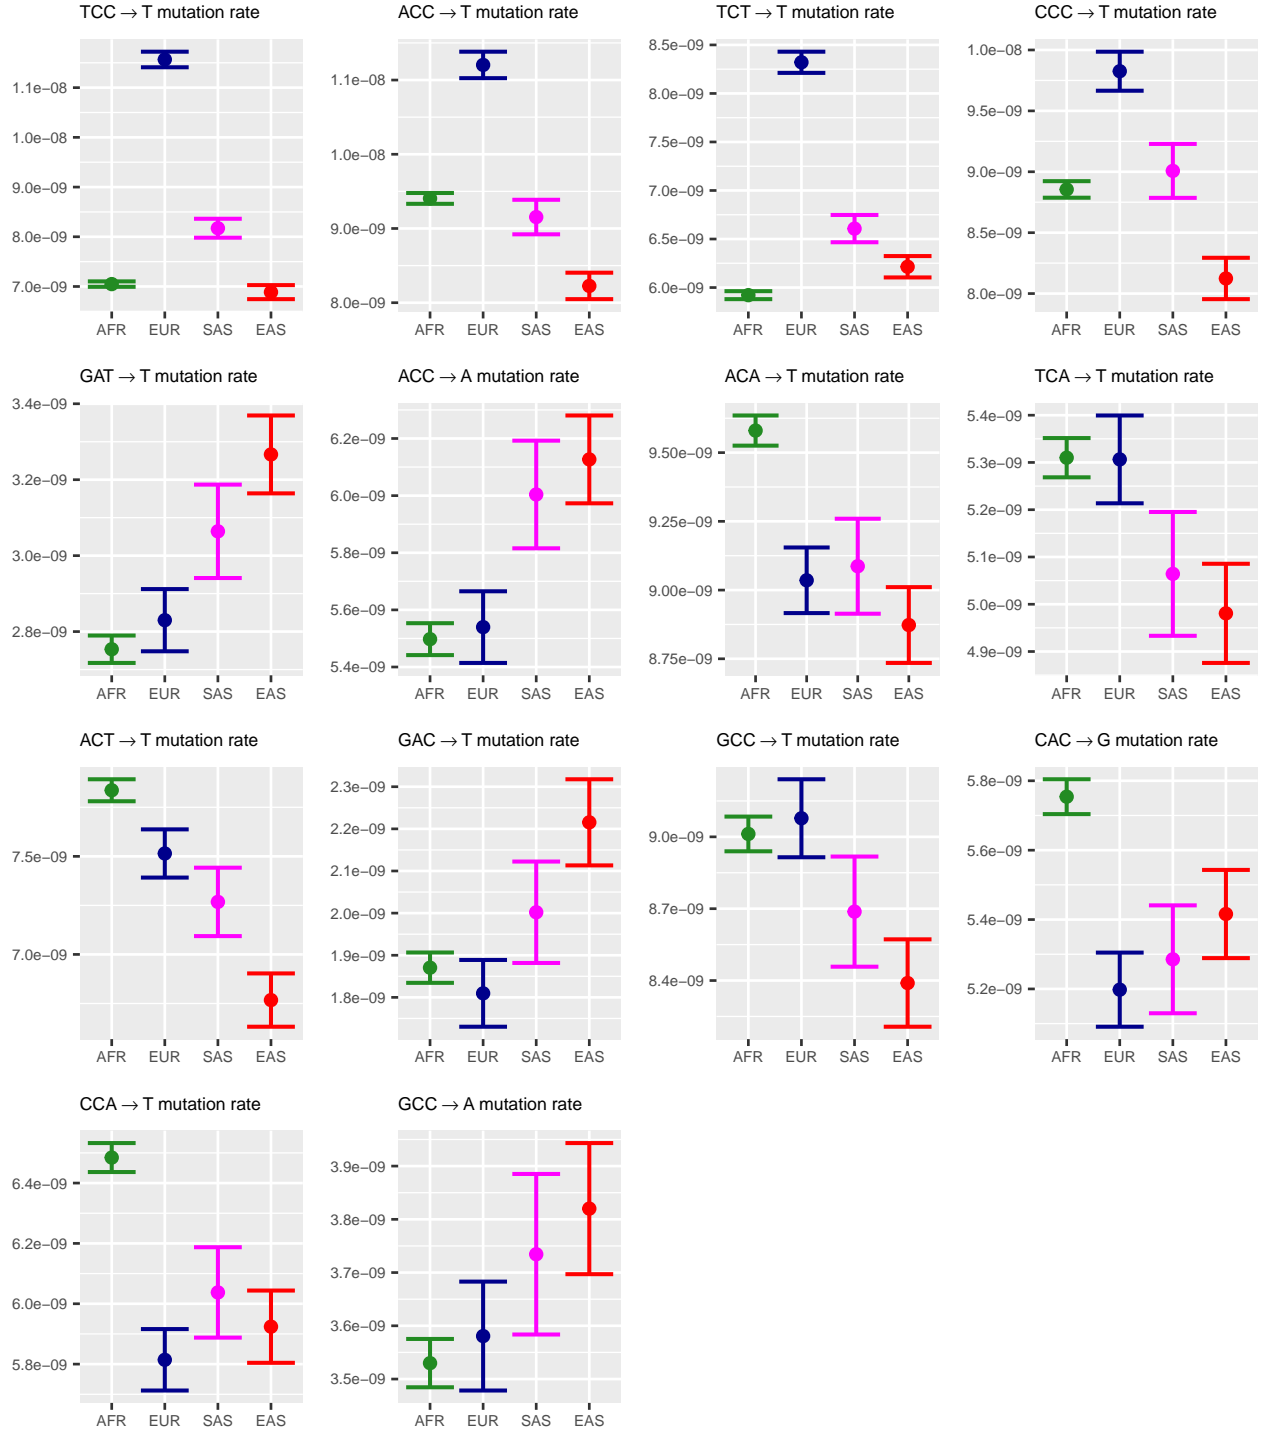 TCC → T mutation rate
ACC → T mutation rate
TCT → T mutation rate
CCC → T mutation rate
1.1e−08
1.0e−08
9.0e−09
8.0e−09
7.0e−09
AFR EUR SAS EAS
1.1e−08
1.0e−08
9.0e−09
8.0e−09
AFR EUR SAS EAS
8.5e−09
8.0e−09
7.5e−09
7.0e−09
6.5e−09
6.0e−09
AFR EUR SAS EAS
1.0e−08
9.5e−09
9.0e−09
8.5e−09
8.0e−09
AFR EUR SAS EAS
GAT → T mutation rate
ACC → A mutation rate
ACA → T mutation rate
TCA → T mutation rate
3.4e−09
3.2e−09
3.0e−09
2.8e−09
AFR EUR SAS EAS
6.2e−09
6.0e−09
5.8e−09
5.6e−09
5.4e−09
AFR EUR SAS EAS
9.50e−09
9.25e−09
9.00e−09
8.75e−09
AFR EUR SAS EAS
5.4e−09
5.3e−09
5.2e−09
5.1e−09
5.0e−09
4.9e−09
AFR EUR SAS EAS
ACT → T mutation rate
GAC → T mutation rate
GCC → T mutation rate
CAC → G mutation rate
7.5e−09
7.0e−09
AFR EUR SAS EAS
2.3e−09
2.2e−09
2.1e−09
2.0e−09
1.9e−09
1.8e−09
AFR EUR SAS EAS
9.0e−09
8.7e−09
8.4e−09
AFR EUR SAS EAS
5.8e−09
5.6e−09
5.4e−09
5.2e−09
AFR EUR SAS EAS
CCA → T mutation rate
GCC → A mutation rate
6.4e−09
6.2e−09
6.0e−09
5.8e−09
AFR EUR SAS EAS
3.9e−09
3.8e−09
3.7e−09
3.6e−09
3.5e−09
AFR EUR SAS EAS